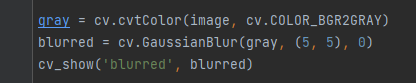 gray = cv.cvtColor(image, cv.COLOR_BGR2GRAY)
blurred = cv.GaussianBlur(gray, (5, 5), 0)
cv_show('blurred', blurred)